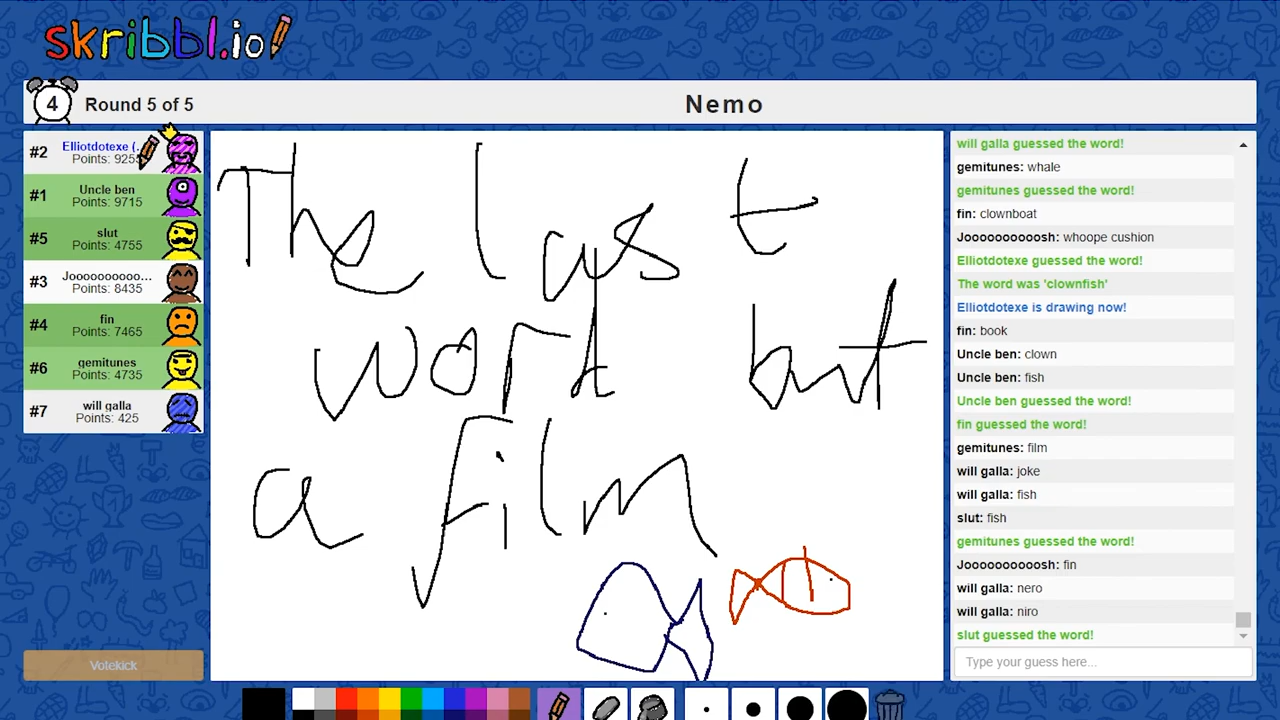 skribbl.io!
4
Round 5 of 5
Nemo
#2
Elliotdotexe (.
Points: 9255
#1
Uncle ben
Points: 9715
#5
slut
Points: 4755
#3
Joooooooooo...
Points: 8435
#4
fin
Points: 7465
#6
gemitunes
Points: 4735
#7
will galla
Points: 425
Votekick
The last
word but
a film
will galla guessed the word!
gemitunes: whale
gemitunes guessed the word!
fin: clownboat
Joooooooooosh: whoope cushion
Elliotdotexe guessed the word!
The word was 'clownfish'
Elliotdotexe is drawing now!
fin: book
Uncle ben: clown
Uncle ben: fish
Uncle ben guessed the word!
fin guessed the word!
gemitunes: film
will galla: joke
will galla: fish
slut: fish
gemitunes guessed the word!
Joooooooooosh: fin
will galla: nero
will galla: niro
slut guessed the word!
Type your guess here...